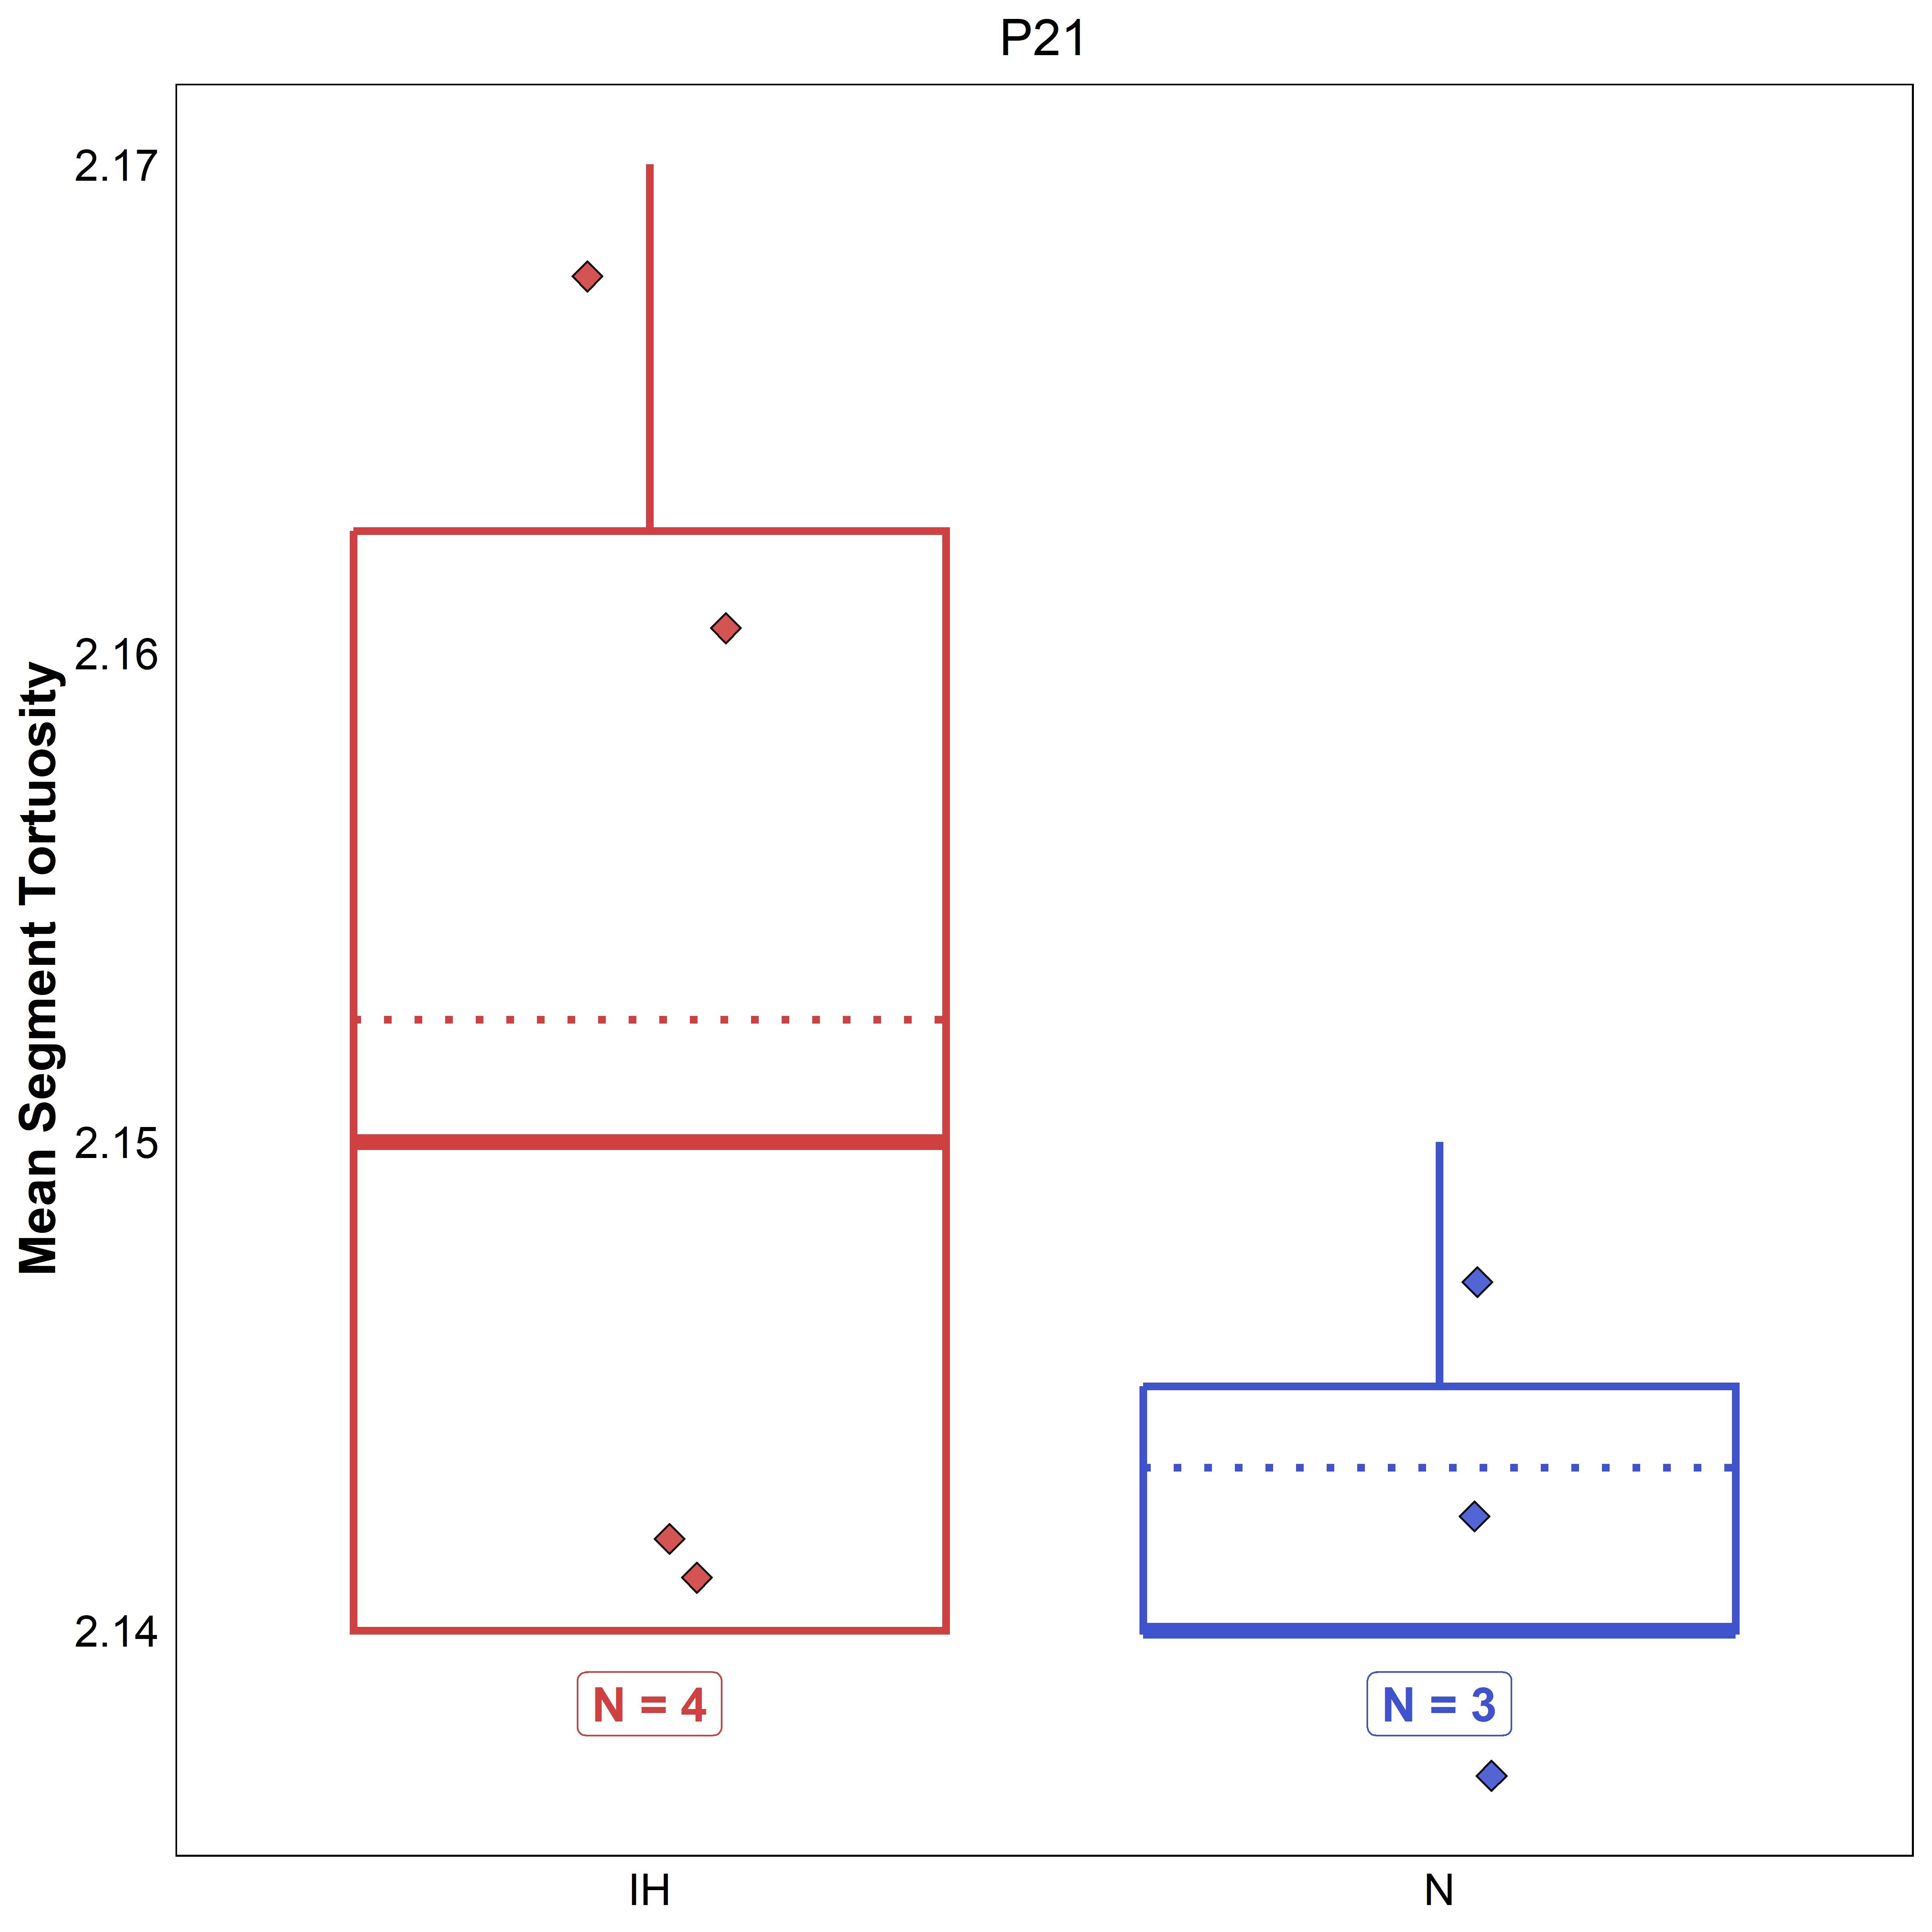 P21
Mean Segment Tortuosity
2.17
2.16
2.15
2.14
N = 4
N = 3
IH
N